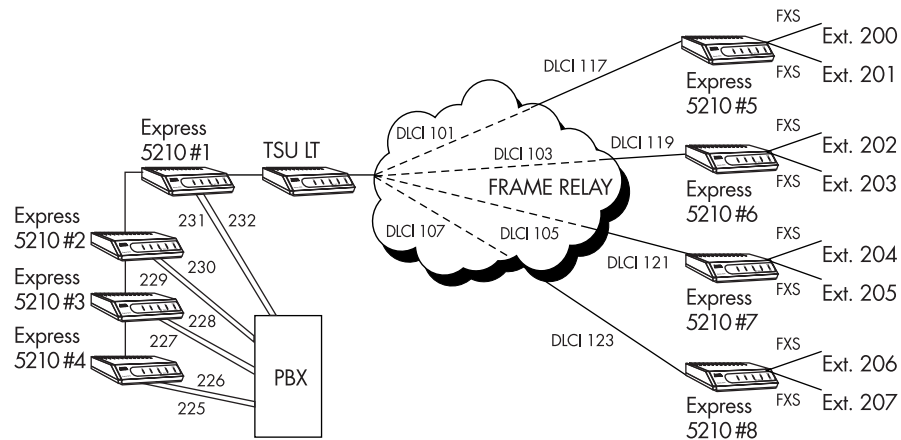 FXS
Ext. 200
FXS
Ext. 201
DLCI 117
Express
5210 #5
Express
5210 #1
TSU LT
DLCI 101
DLCI 103
DLCI 119
FXS
Ext. 202
FXS
Ext. 203
Express
5210 #6
FRAME RELAY
231
232
DLCI 107
DLCI 105
DLCI 121
Express
5210 #2
230
229
FXS
Ext. 204
FXS
Ext. 205
Express
5210 #7
Express
5210 #3
228
227
DLCI 123
Express
5210 #4
226
225
PBX
FXS
Ext. 206
FXS
Ext. 207
Express
5210 #8